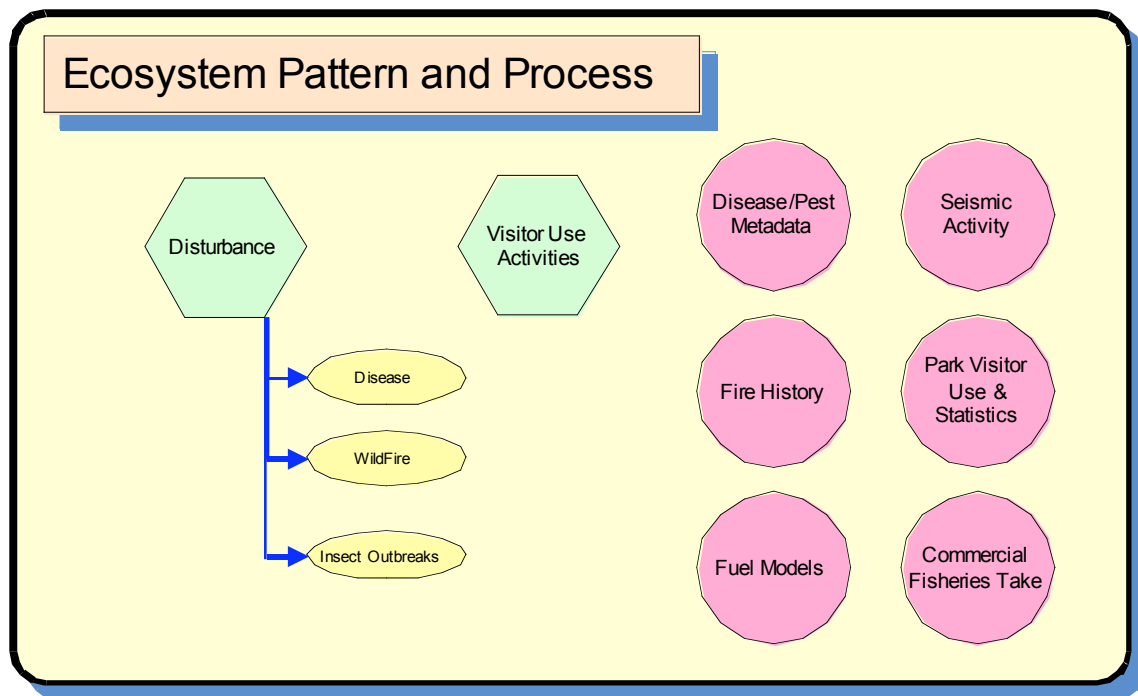 Ecosystem Pattern and Process
Disturbance
Visitor Use
Activities
Disease
WildFire
Insect Outbreaks
Disease/Pest
Metadata
Seismic
Activity
Fire History
Park Visitor
Use &
Statistics
Fuel Models
Commercial
Fisheries Take